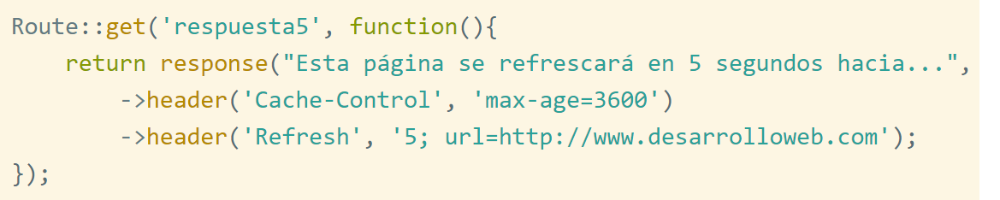 Route::get('respuesta5', function(){
    return response("Esta página se refrescará en 5 segundos hacia...",
        ->header('Cache-Control', 'max-age=3600')
        ->header('Refresh', '5; url=http://www.desarrolloweb.com');
});